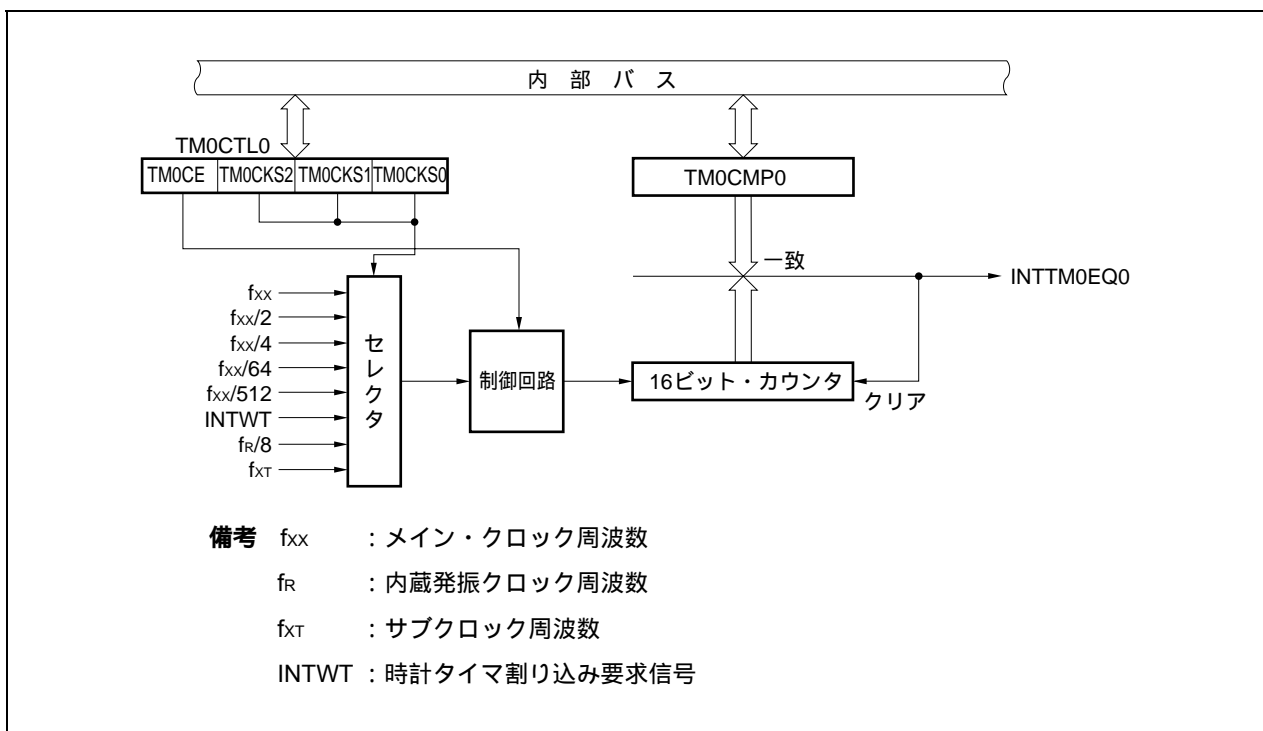 内 部 バ ス
TM0CTL0
TM0CE TM0CKS2 TM0CKS1 TM0CKS0
TM0CMP0
一致
INTTM0EQ0
fXX
fXX/2
fXX/4
fXX/64
fXX/512
INTWT
fR/8
fXT
セレクタ
制御回路
16ビット・カウンタ
クリア
備考 fXX :メイン・クロック周波数
fR :内蔵発振クロック周波数
fXT :サブクロック周波数
INTWT :時計タイマ割り込み要求信号